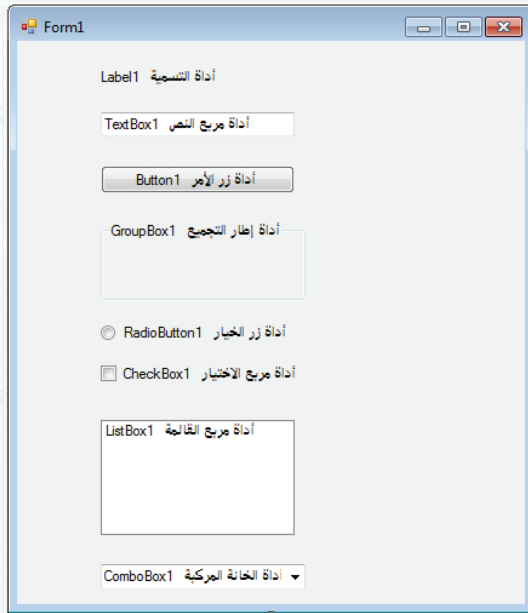 Form1
Label1 أداة التسمية
TextBox1 أداة مربع النص
Button1 أداة زر الأمر
GroupBox1 أداة إطار التجميع
RadioButton1 أداة زر الخيار
CheckBox1 أداة مربع الاختيار
ListBox1 أداة مربع القائمة
ComboBox1 أداة الخانة المركبة